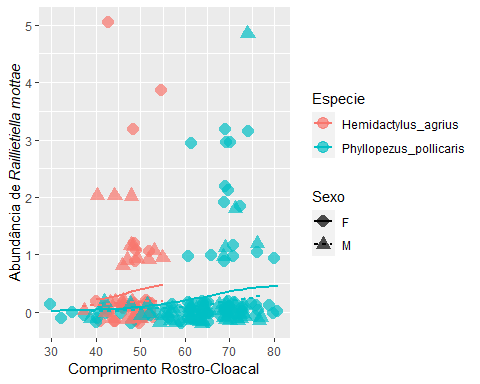 Abundância de Raillietiella mottae
5
4
3
2
1
0
30
40
50
60
70
80
Comprimento Rostro-Cloacal
Especie
Hemidactylus_agrius
Phyllopezus_pollicaris
Sexo
F
M